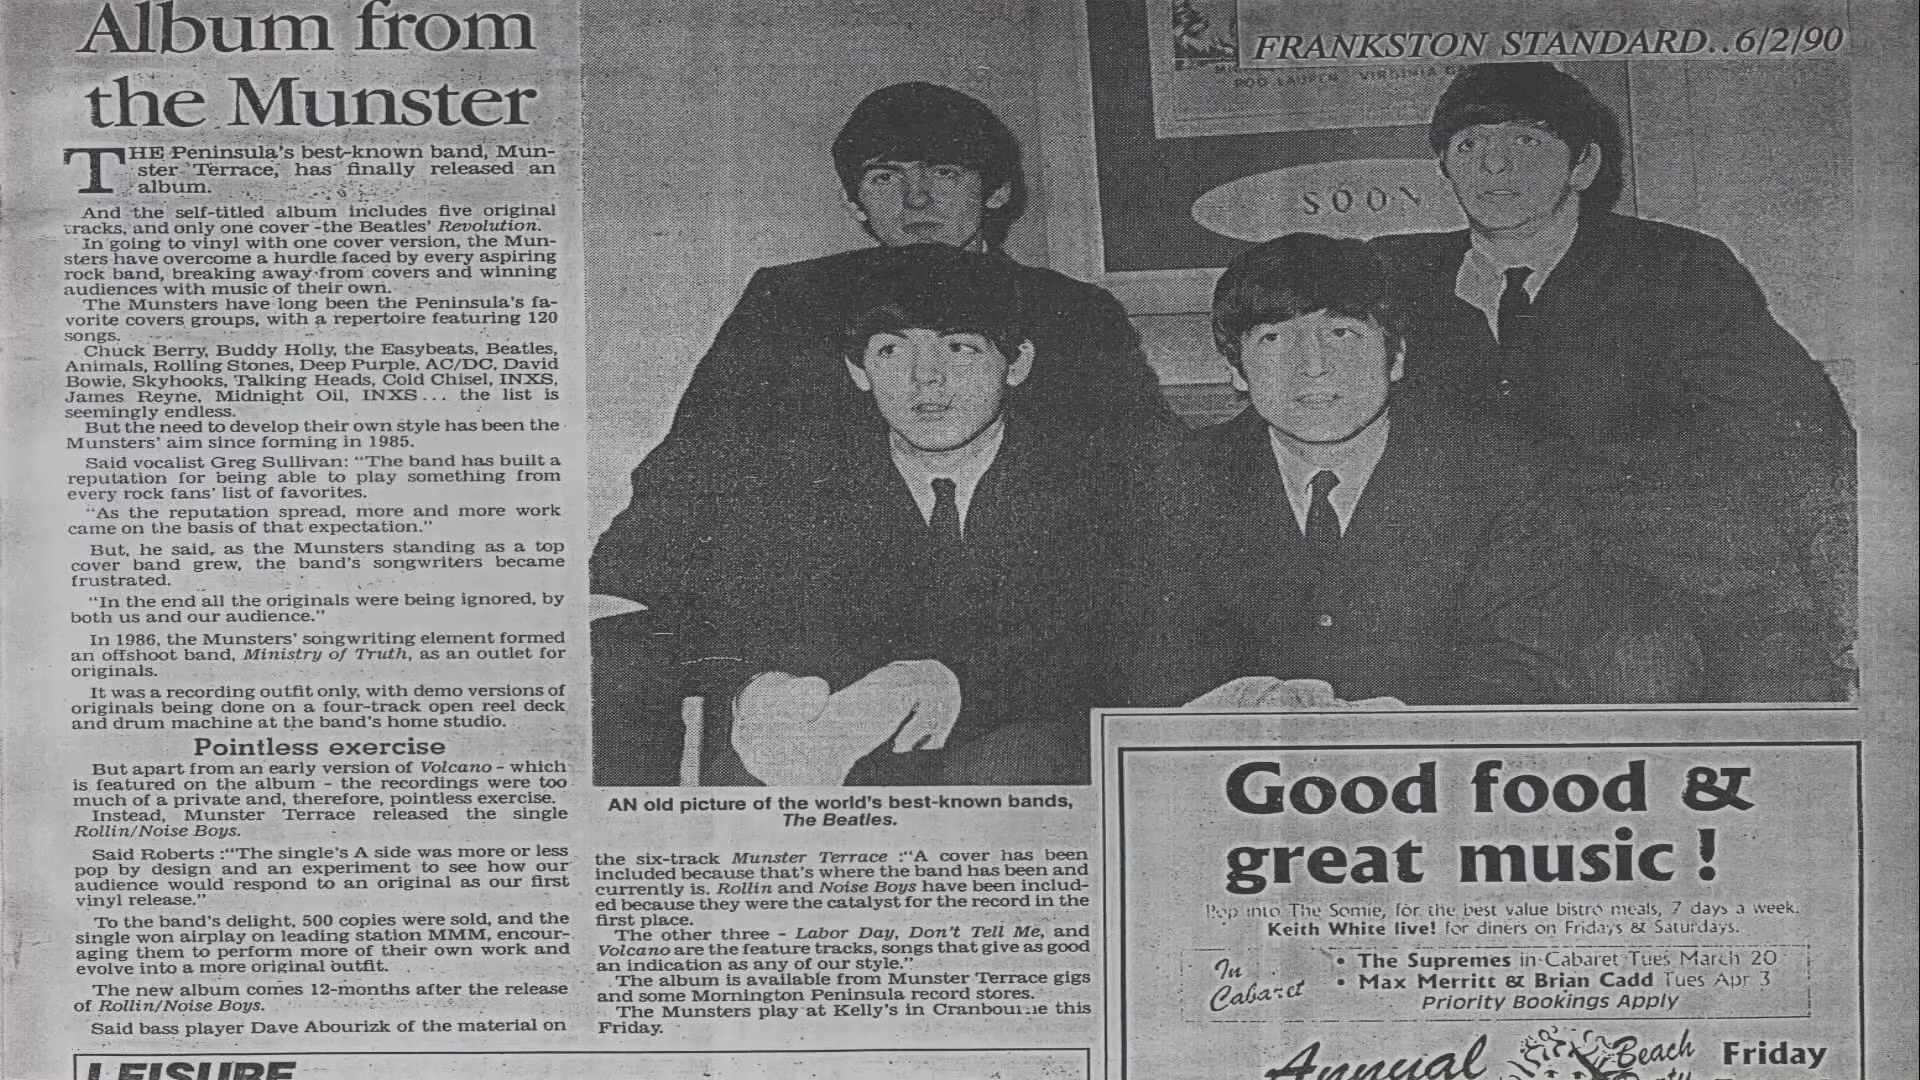 Album from
the Munster
THE Peninsula's best-known band, Mun-
ster Terrace, has finally released an
album.
And the self-titled album includes five original
tracks, and only one cover -the Beatles' Revolution.
In going to vinyl with one cover version, the Mun-
sters have overcome a hurdle faced by every aspiring
rock band, breaking away from covers and winning
audiences with music of their own.
The Munsters have long been the Peninsula's fa-
vorite covers groups, with a repertoire featuring 120
songs.
Chuck Berry, Buddy Holly, the Easybeats, Beatles,
Animals, Rolling Stones, Deep Purple, AC/DC, David
Bowie, Skyhooks, Talking Heads, Cold Chisel, INXS,
James Reyne, Midnight Oil, INXS... the list is
seemingly endless.
But the need to develop their own style has been the
Munsters' aim since forming in 1985.
Said vocalist Greg Sullivan: "The band has built a
reputation for being able to play something from
every rock fans' list of favorites.
"As the reputation spread, more and more work
came on the basis of that expectation."
But, he said, as the Munsters standing as a top
cover band grew, the band's songwriters became
frustrated.
"In the end all the originals were being ignored, by
both us and our audience."
In 1986, the Munsters' songwriting element formed
an offshoot band, Ministry of Truth, as an outlet for
originals.
It was a recording outfit only, with demo versions of
originals being done on a four-track open reel deck
and drum machine at the band's home studio.
Pointless exercise
But apart from an early version of Volcano - which
is featured on the album - the recordings were too
much of a private and, therefore, pointless exercise.
Instead, Munster Terrace released the single
Rollin/Noise Boys.
Said Roberts :"The single's A side was more or less
pop by design and an experiment to see how our
audience would respond to an original as our first
vinyl release."
To the band's delight, 500 copies were sold, and the
single won airplay on leading station MMM, encour-
aging them to perform more of their own work and
evolve into a more original outfit.
The new album comes 12-months after the release
of Rollin/Noise Boys.
Said bass player Dave Abourizk of the material on
FRANKSTON STANDARD..6/2/90
VIRGINIA
SOON
AN old picture of the world's best-known bands,
The Beatles.
the six-track Munster Terrace :"A cover has been
included because that's where the band has been and
currently is. Rollin and Noise Boys have been includ-
ed because they were the catalyst for the record in the
first place.
The other three - Labor Day, Don't Tell Me, and
Volcano are the feature tracks, songs that give as good
an indication as any of our style."
The album is available from Munster Terrace gigs
and some Mornington Peninsula record stores.
The Munsters play at Kelly's in Cranbourne this
Friday.
LEISURE
Good food &
great music!
Pop into The Somie, for the best value bistro meals, 7 days a week.
Keith White live! for diners on Fridays & Saturdays.
In
Cabaret
• The Supremes in Cabaret Tues March 20
• Max Merritt & Brian Cadd Tues Apr 3
Priority Bookings Apply
Annual Beach Friday